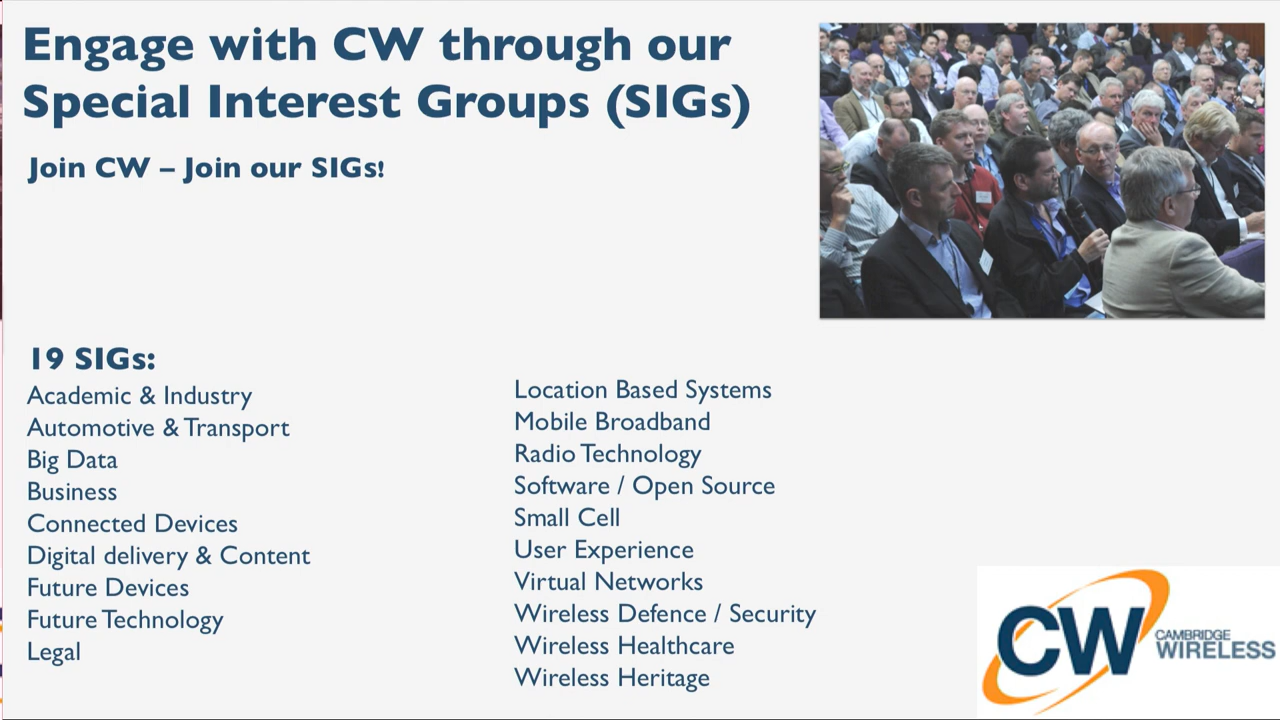 Engage with CW through our
Special Interest Groups (SIGs)
Join CW – Join our SIGs!
19 SIGs:
Academic & Industry
Automotive & Transport
Big Data
Business
Connected Devices
Digital delivery & Content
Future Devices
Future Technology
Legal
Location Based Systems
Mobile Broadband
Radio Technology
Software / Open Source
Small Cell
User Experience
Virtual Networks
Wireless Defence / Security
Wireless Healthcare
Wireless Heritage
CW
CAMBRIDGE
WIRELESS